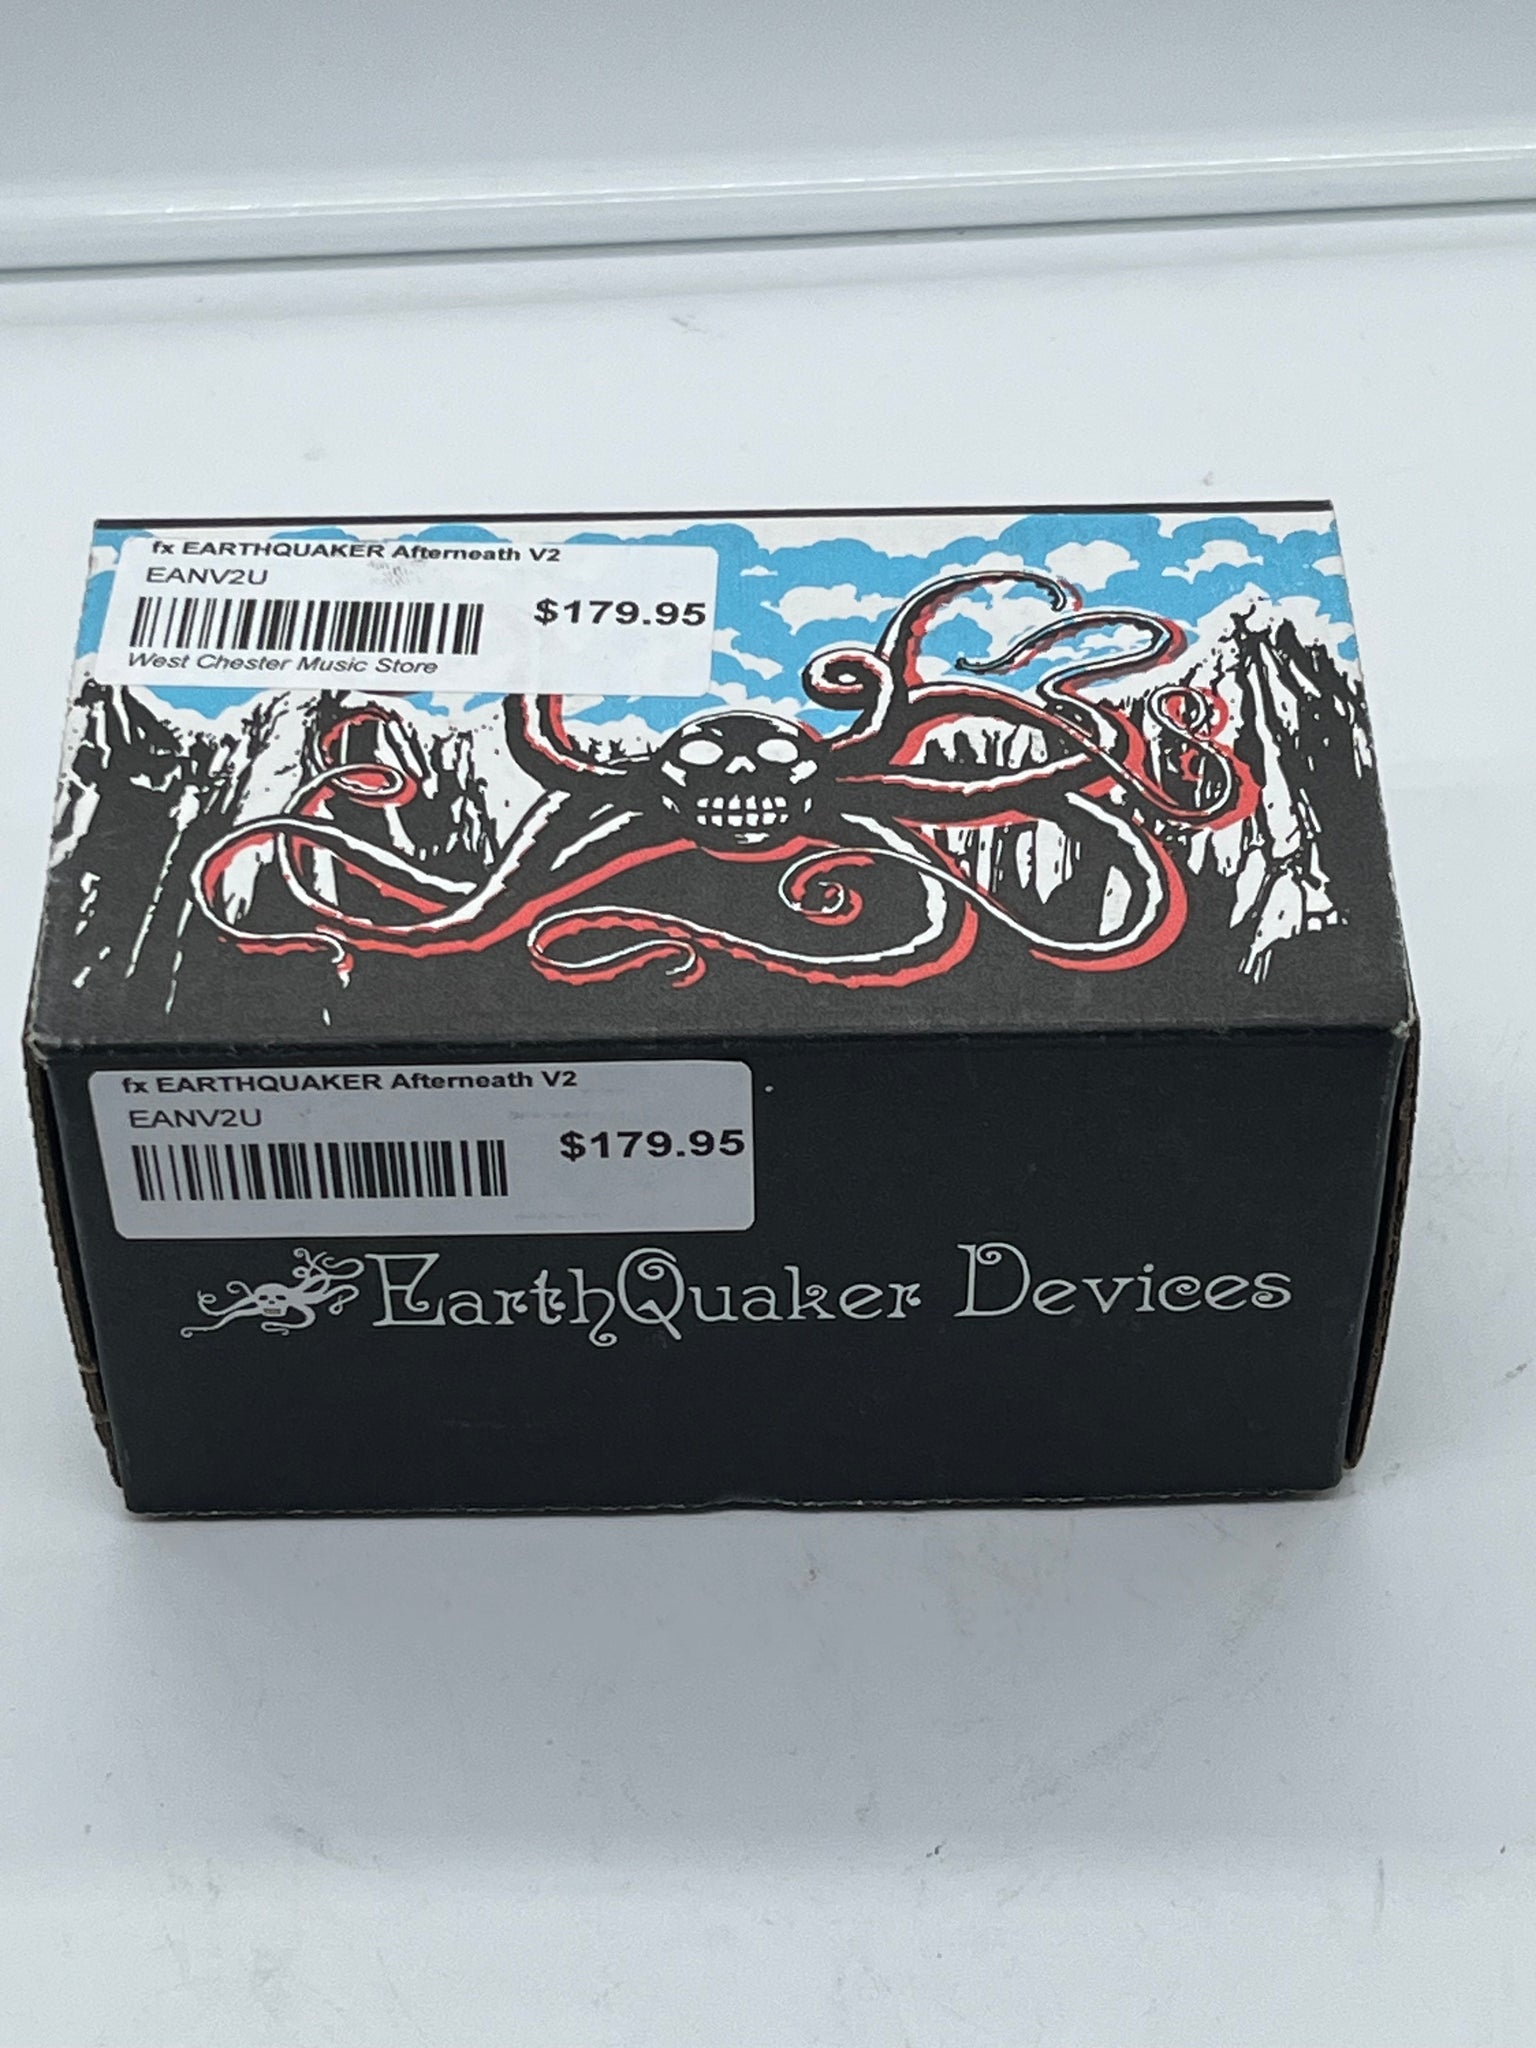 fx EARTHQUAKER Afterneath V2
EANV2U
$179.95
West Chester Music Store
fx EARTHQUAKER Afterneath V2
EANV2U
$179.95
EarthQuaker Devices